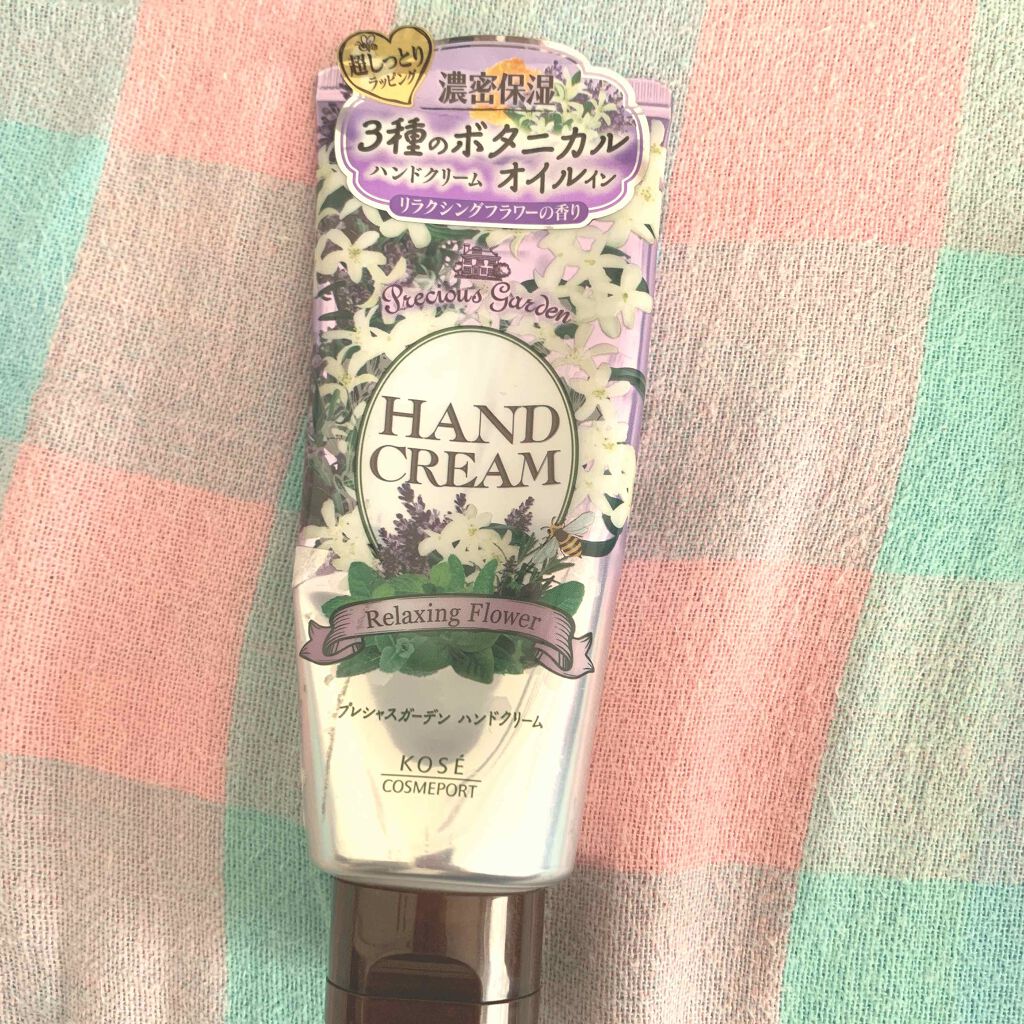 超しっとり
ラッピング
濃密保湿
3種のボタニカル
ハンドクリーム オイルイン
リラクシングフラワーの香り
Precious Garden
HAND
CREAM
Relaxing Flower
プレシャスガーデン ハンドクリーム
KOSÉ
COSMEPORT